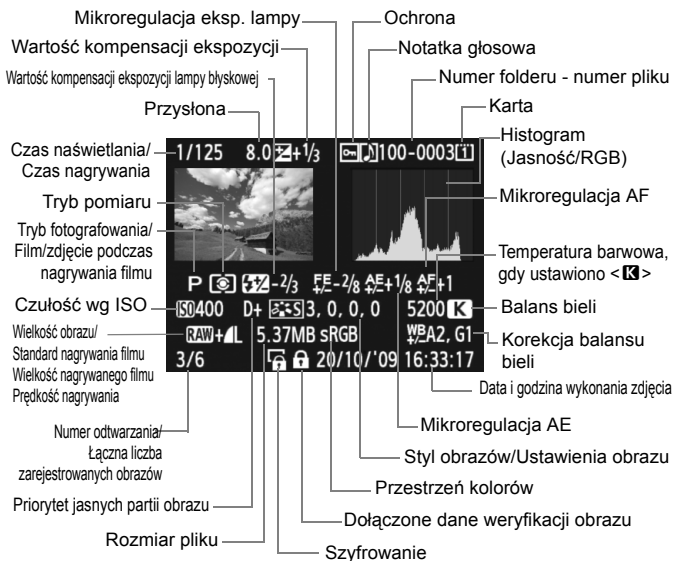 Mikroregulacja eksp. lampy
Wartość kompensacji ekspozycji
Wartość kompensacji ekspozycji lampy błyskowej
Przysłona
Czas naświetlania/
Czas nagrywania
Tryb pomiaru
Tryb fotografowania/
Film/zdjęcie podczas
nagrywania filmu
Czułość wg ISO
Wielkość obrazu/
Standard nagrywania filmu
Wielkość nagrywanego filmu
Prędkość nagrywania
Numer odtwarzania/
Łączna liczba
zarejestrowanych obrazów
Priorytet jasnych partii obrazu
Rozmiar pliku
Ochrona
Notatka głosowa
Numer folderu - numer pliku
Karta
Histogram
(Jasność/RGB)
Mikroregulacja AF
Temperatura barwowa,
gdy ustawiono <K>
Balans bieli
Korekcja balansu
bieli
Data i godzina wykonania zdjęcia
Mikroregulacja AE
Styl obrazów/Ustawienia obrazu
Przestrzeń kolorów
Dołączone dane weryfikacji obrazu
Szyfrowanie
1/125 8.0 +1/3 100-0003 1
P -2/3 FE+/- -2/8 AE+/- +1/8 AF+/- +1
ISO 400 D+ S 3, 0, 0, 0 5200 K
RAW+L 5.37MB sRGB WB+/- A2, G1
3/6 20/10/'09 16:33:17